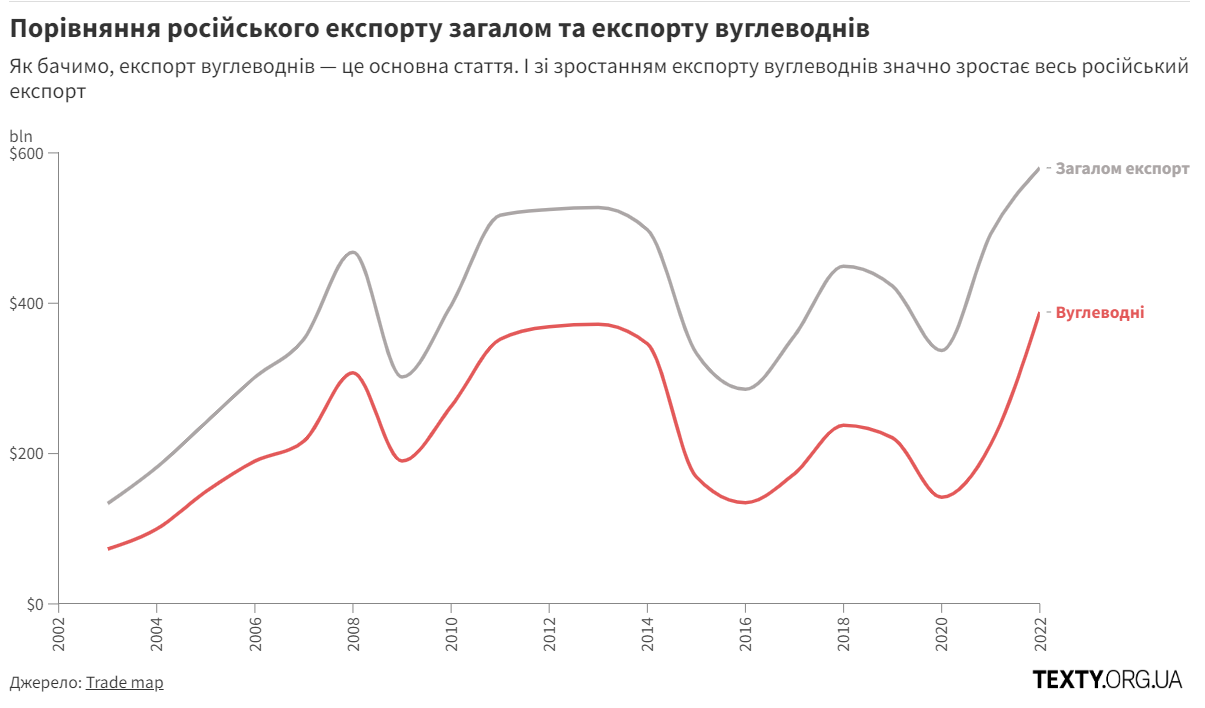 Порівняння російського експорту загалом та експорту вуглеводнів
Як бачимо, експорт вуглеводнів — це основна стаття. І зі зростанням експорту вуглеводнів значно зростає весь російський
експорт
bln
$600
$400
$200
$0
Загалом експорт
Вуглеводні
2002
2004
2006
2008
2010
2012
2014
2016
2018
2020
2022
Джерело: Trade map
TEXTY.ORG.UA